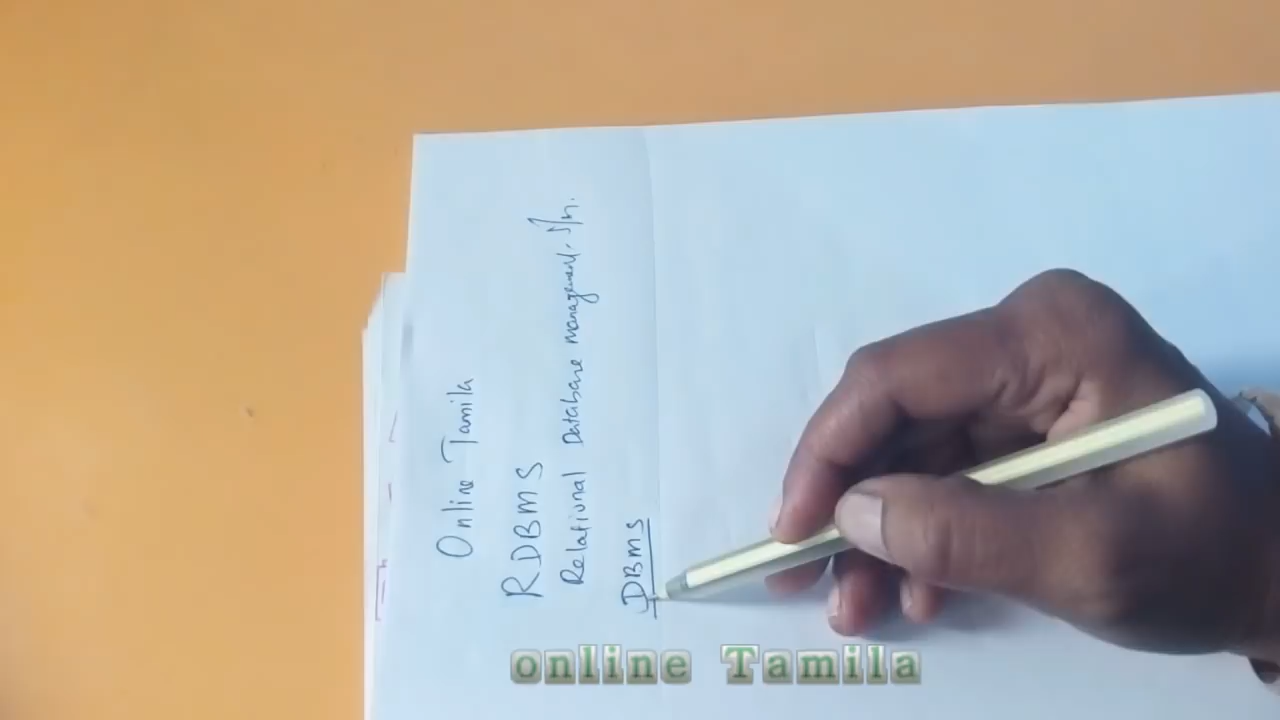 Online Tamila
RDBMS
Relational Database management. S/m.
DBMS
online Tamila